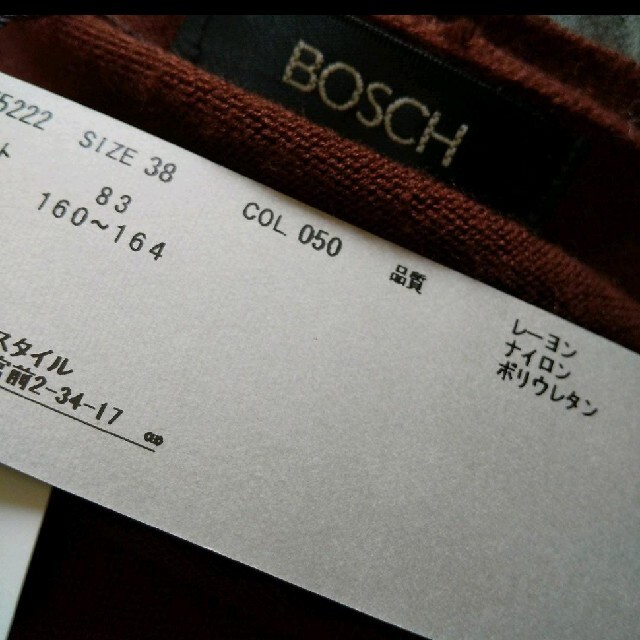 BOSCH
5222 SIZE 38
ト 83
160~164
COL 050
品質
レーヨン
ナイロン
ポリウレタン
スタイル
前2-34-17